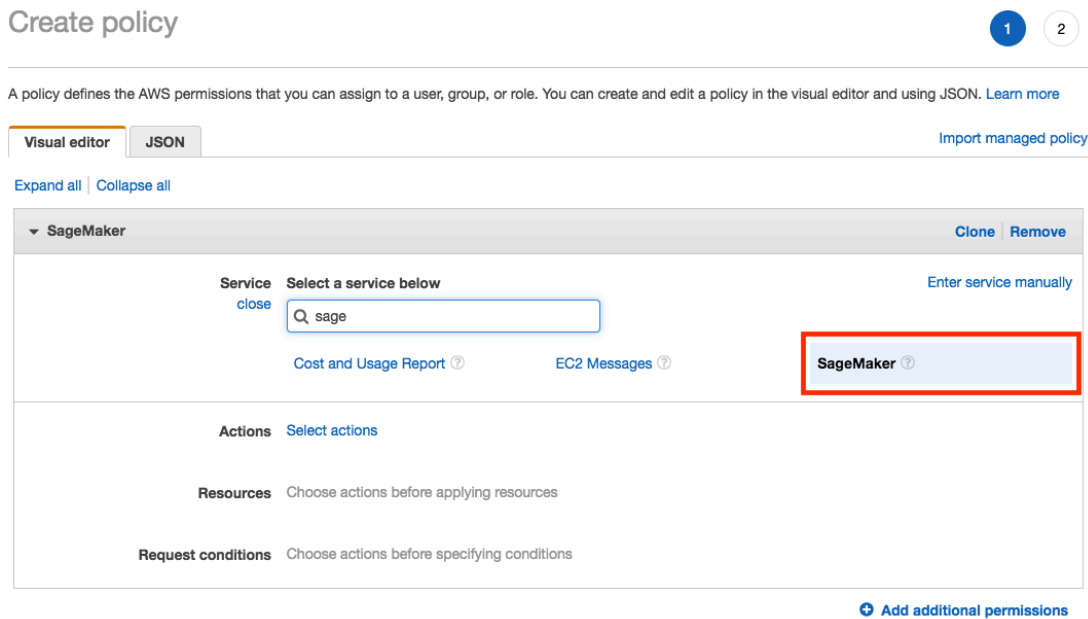 Create policy
1 2
A policy defines the AWS permissions that you can assign to a user, group, or role. You can create and edit a policy in the visual editor and using JSON. Learn more
Visual editor JSON Import managed policy
Expand all Collapse all
SageMaker Clone Remove
Service Select a service below Enter service manually
close
sage
Cost and Usage Report ? EC2 Messages ? SageMaker ?
Actions Select actions
Resources Choose actions before applying resources
Request conditions Choose actions before specifying conditions
Add additional permissions